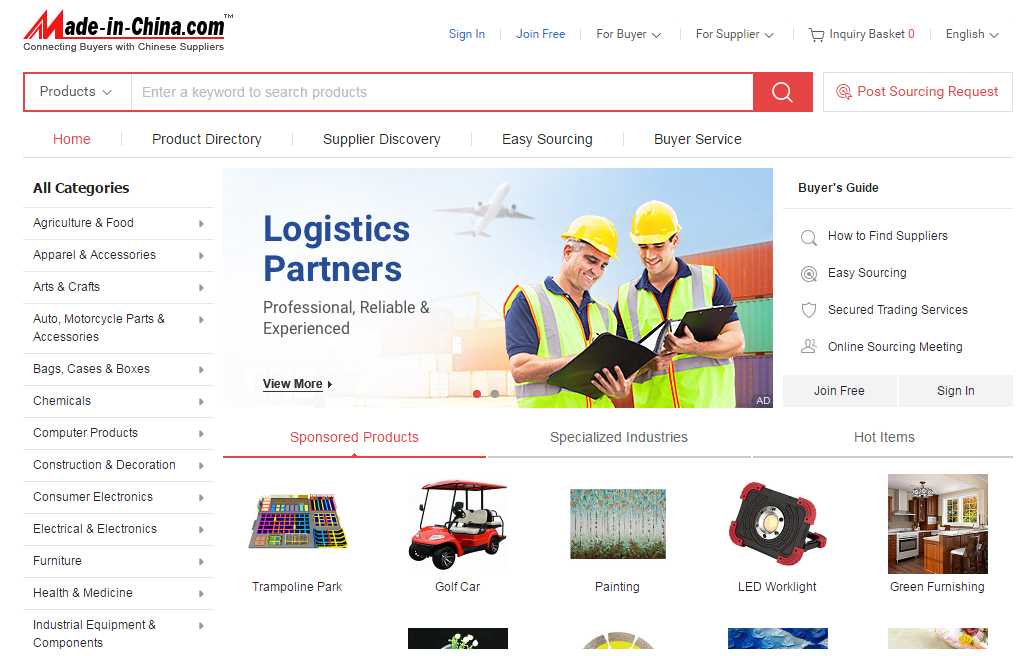 Made-in-China.com™
Connecting Buyers with Chinese Suppliers
Sign In
Join Free
For Buyer
For Supplier
Inquiry Basket 0
English
Products
Enter a keyword to search products
Post Sourcing Request
Home
Product Directory
Supplier Discovery
Easy Sourcing
Buyer Service
All Categories
Agriculture & Food
Apparel & Accessories
Arts & Crafts
Auto, Motorcycle Parts &
Accessories
Bags, Cases & Boxes
Chemicals
Computer Products
Construction & Decoration
Consumer Electronics
Electrical & Electronics
Furniture
Health & Medicine
Industrial Equipment &
Components
Logistics
Partners
Professional, Reliable &
Experienced
View More
AD
Buyer's Guide
How to Find Suppliers
Easy Sourcing
Secured Trading Services
Online Sourcing Meeting
Join Free
Sign In
Sponsored Products
Specialized Industries
Hot Items
Trampoline Park
Golf Car
Painting
LED Worklight
Green Furnishing